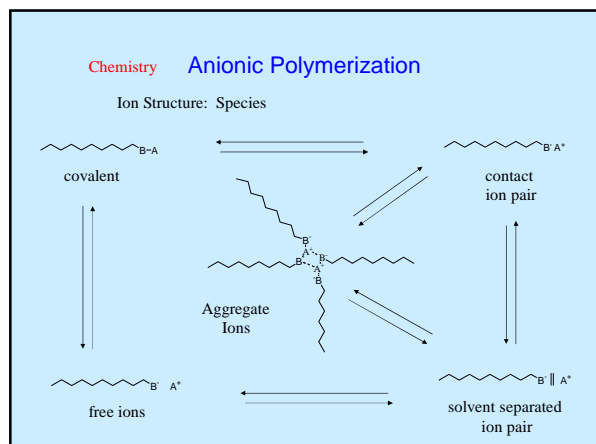 Chemistry Anionic Polymerization
Ion Structure: Species
B-A
B- A+
covalent
contact
ion pair
B-
A+
B-
B-
A+
-B
Aggregate
Ions
B- A+
B- || A+
free ions
solvent separated
ion pair